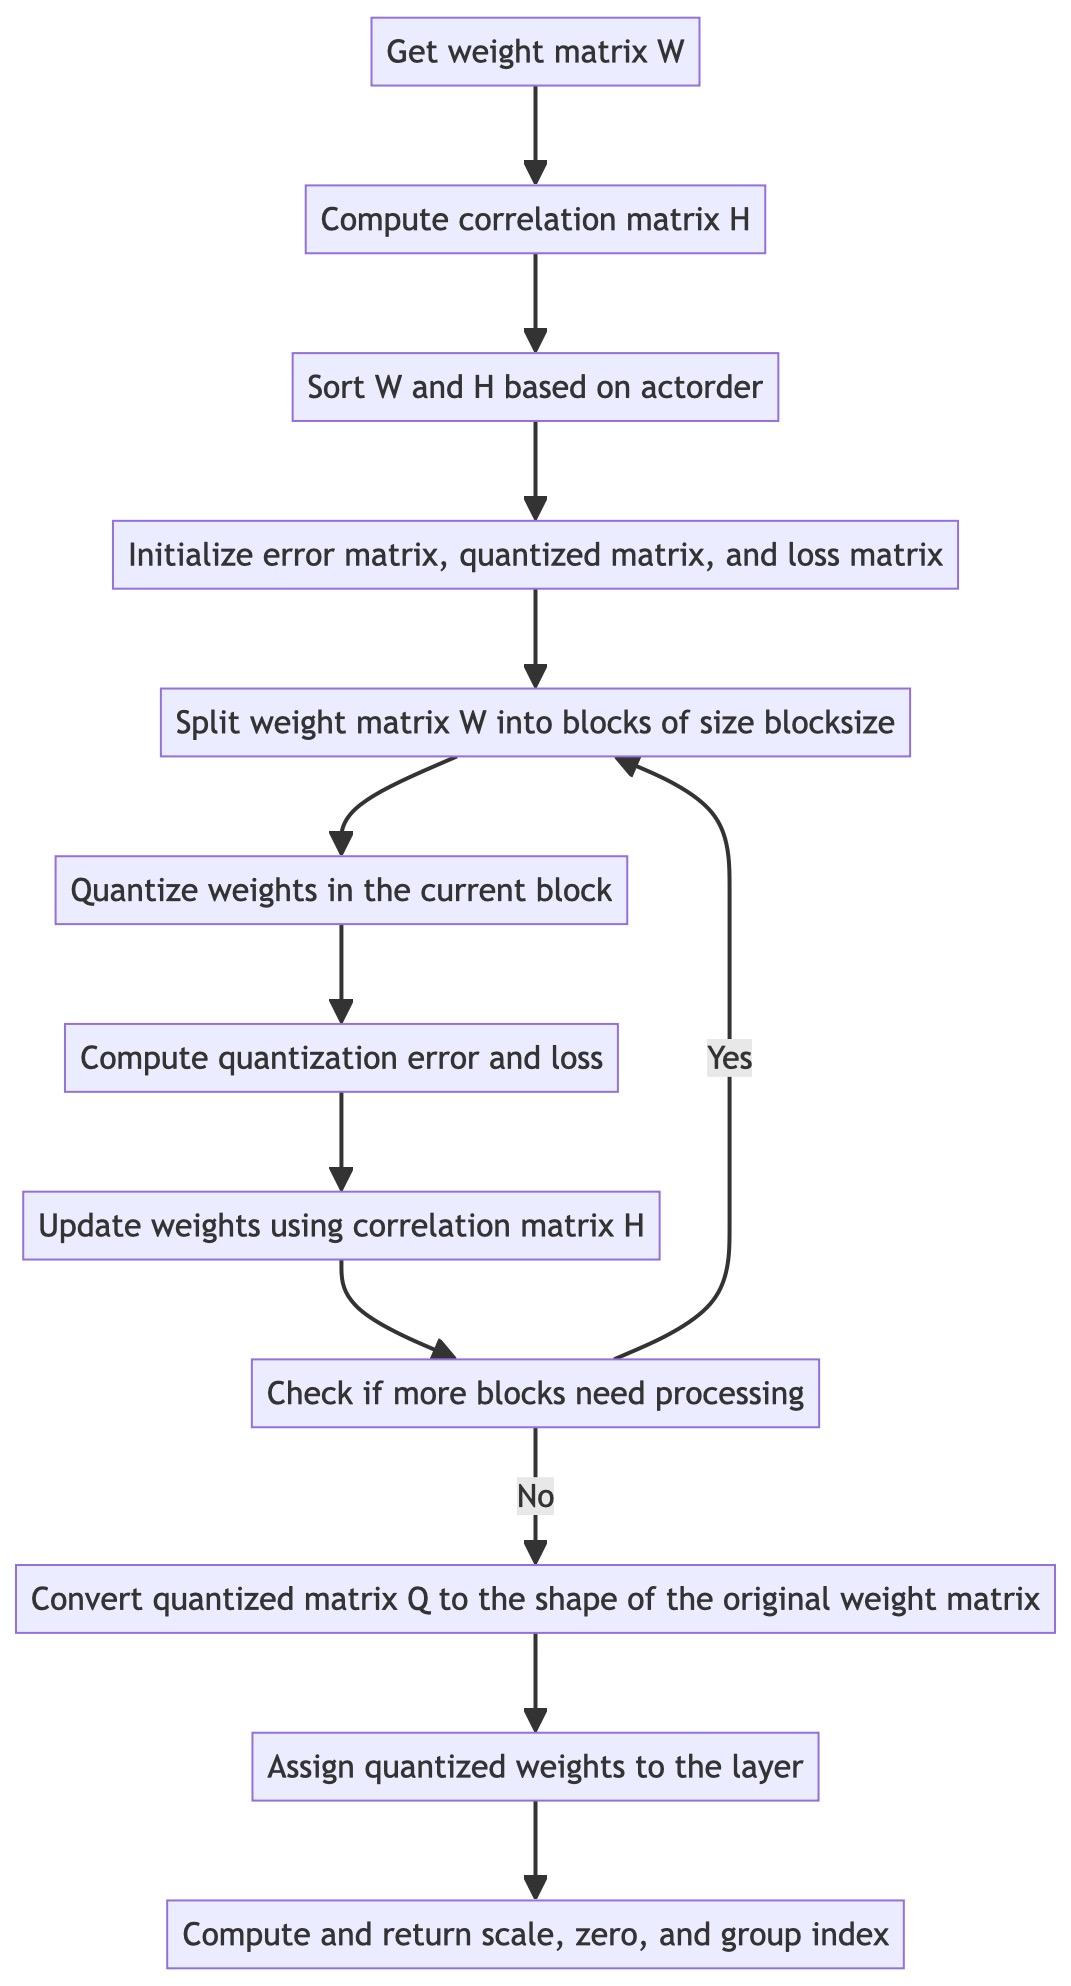 Get weight matrix W
Compute correlation matrix H
Sort W and H based on actorder
Initialize error matrix, quantized matrix, and loss matrix
Split weight matrix W into blocks of size blocksize
Quantize weights in the current block
Compute quantization error and loss
Yes
Update weights using correlation matrix H
Check if more blocks need processing
No
Convert quantized matrix Q to the shape of the original weight matrix
Assign quantized weights to the layer
Compute and return scale, zero, and group index